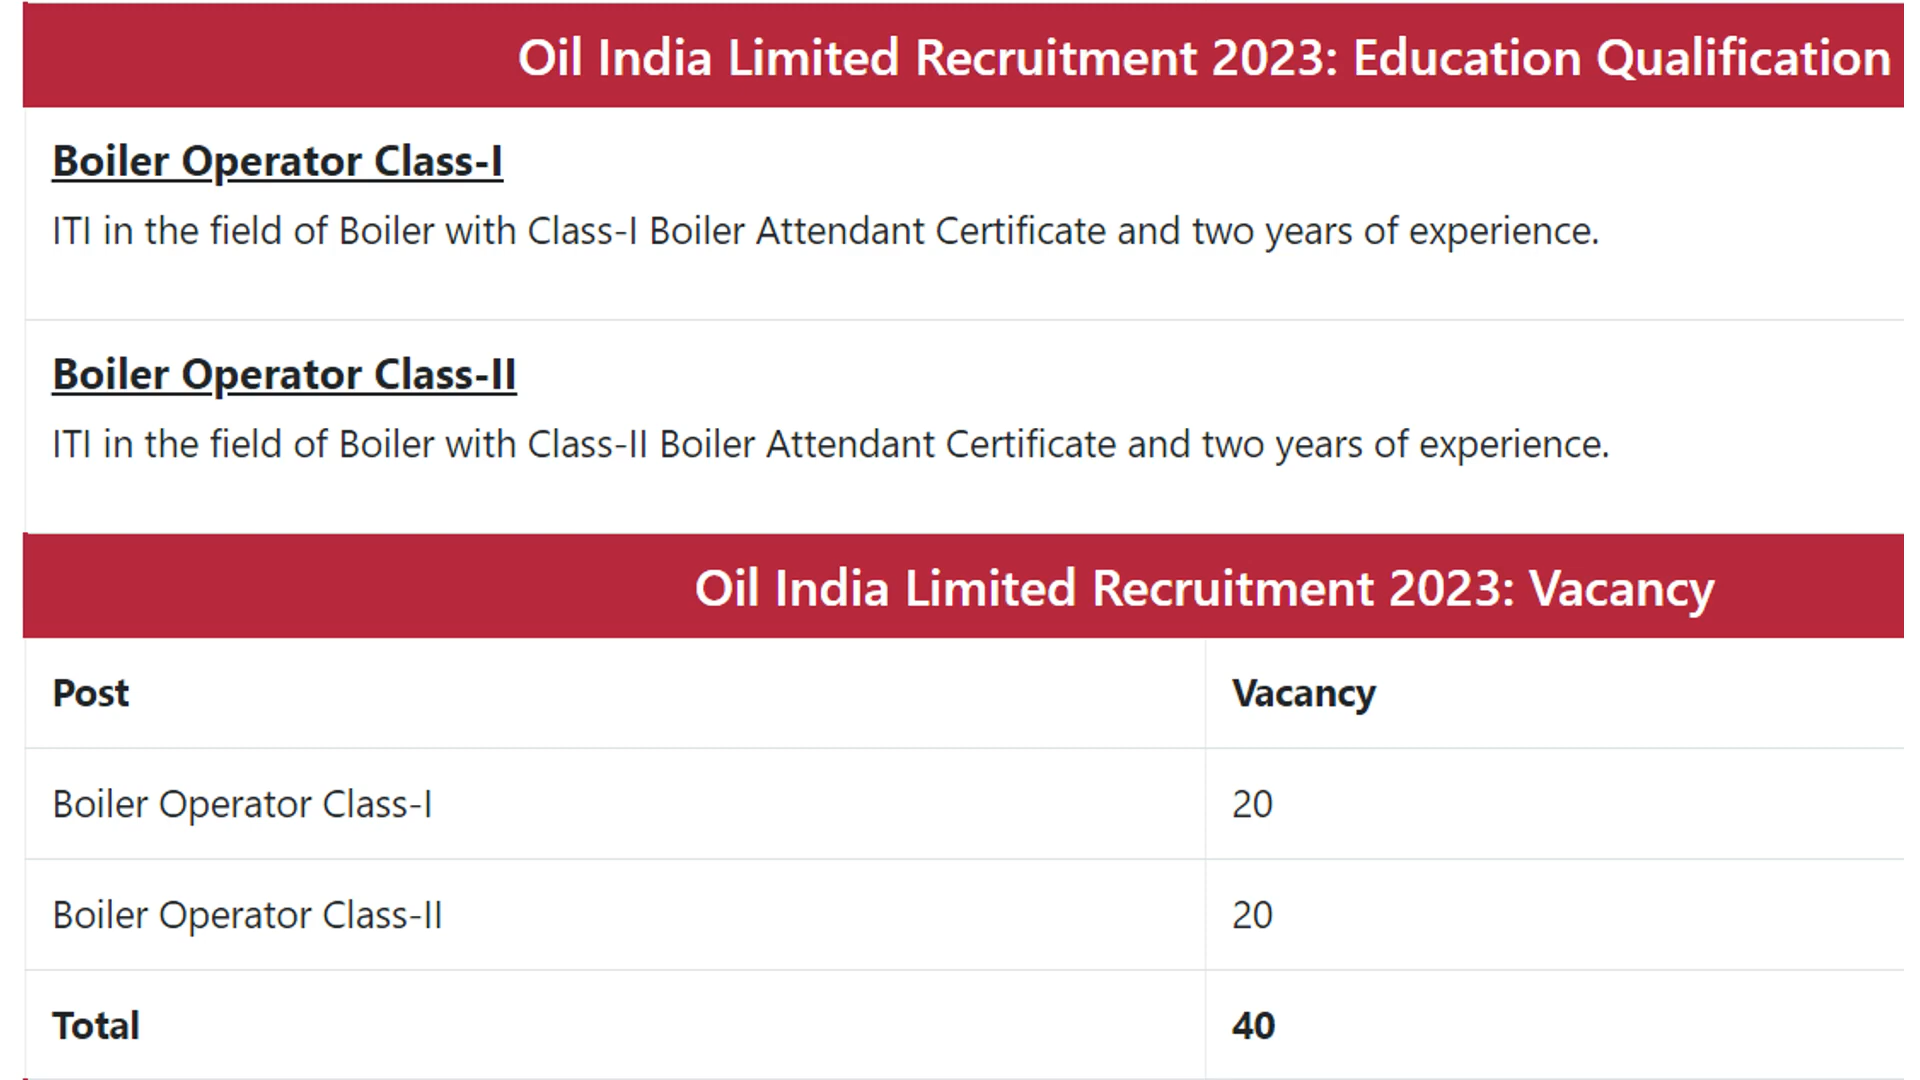 Oil India Limited Recruitment 2023: Education Qualification
Boiler Operator Class-I
ITI in the field of Boiler with Class-I Boiler Attendant Certificate and two years of experience.
Boiler Operator Class-II
ITI in the field of Boiler with Class-II Boiler Attendant Certificate and two years of experience.
Oil India Limited Recruitment 2023: Vacancy
Post Vacancy
Boiler Operator Class-I 20
Boiler Operator Class-II 20
Total 40